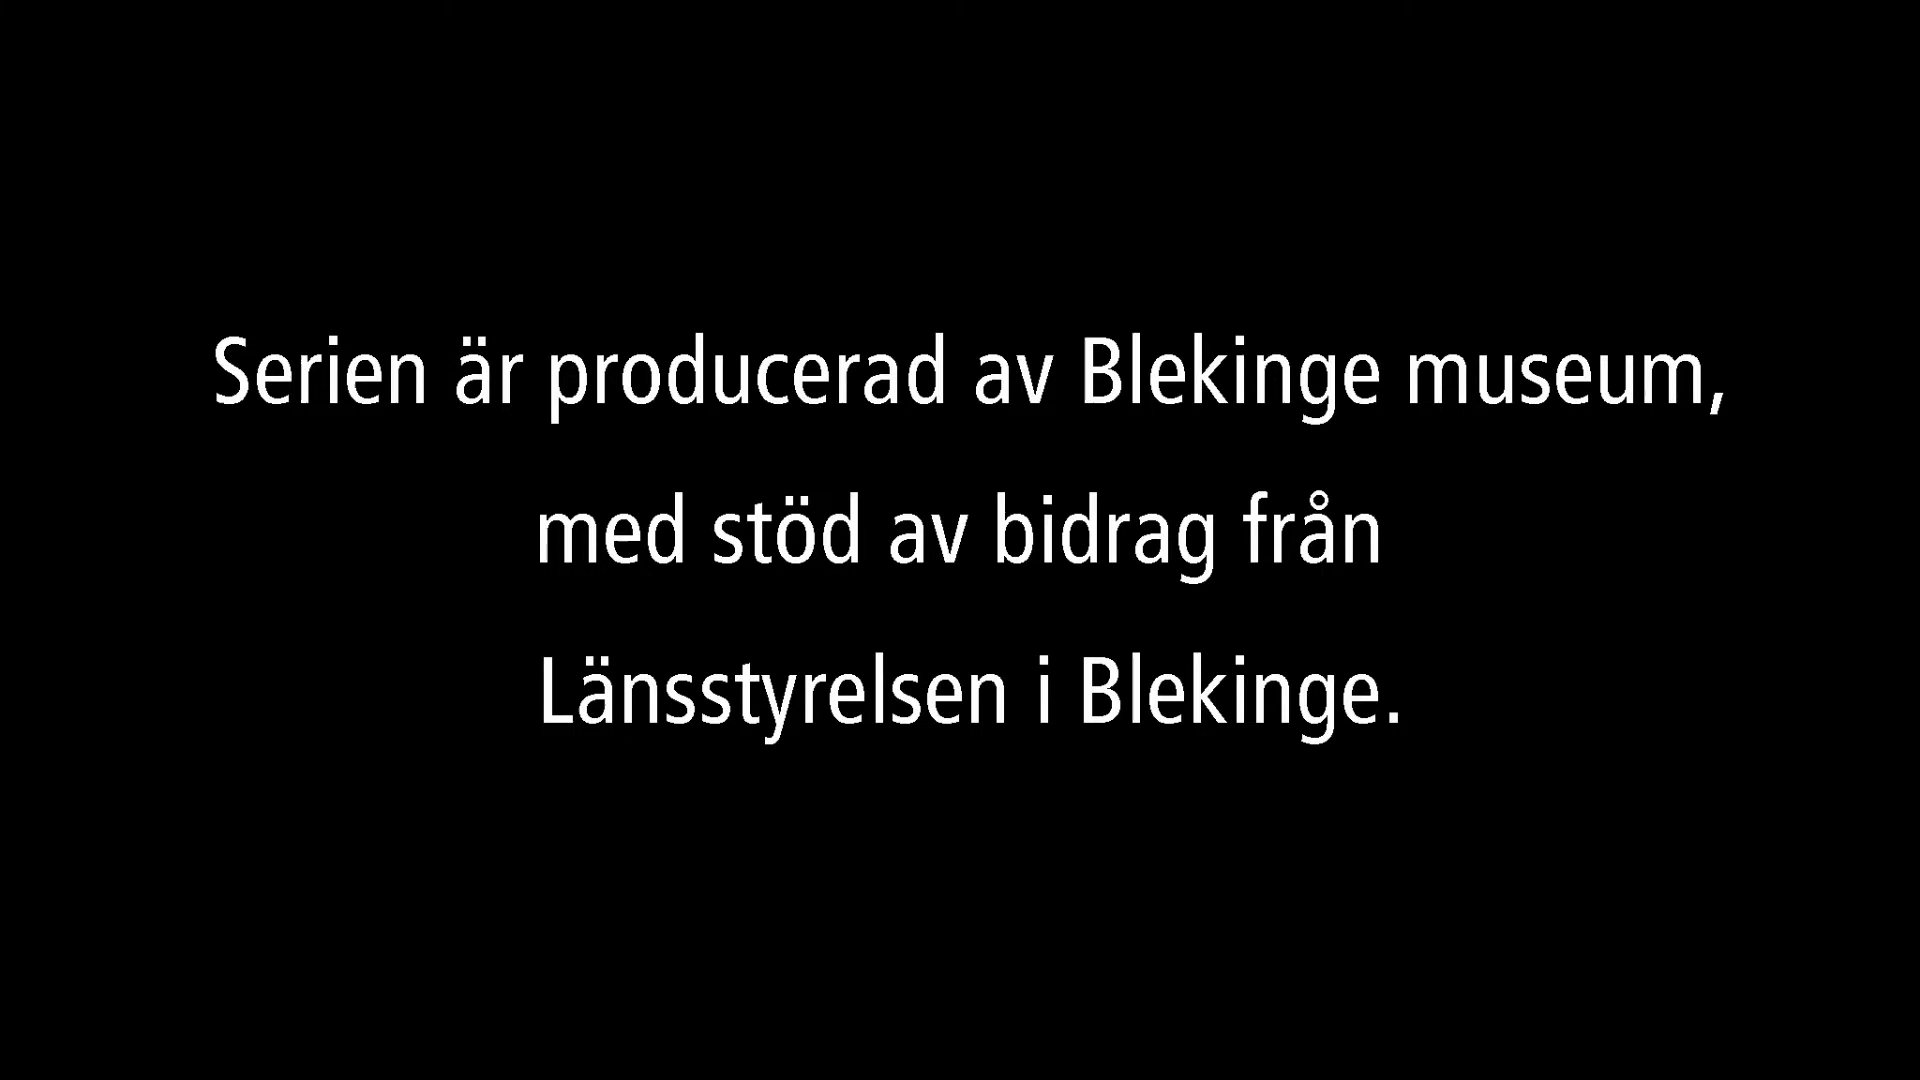 Serien är producerad av Blekinge museum,
med stöd av bidrag från
Länsstyrelsen i Blekinge.